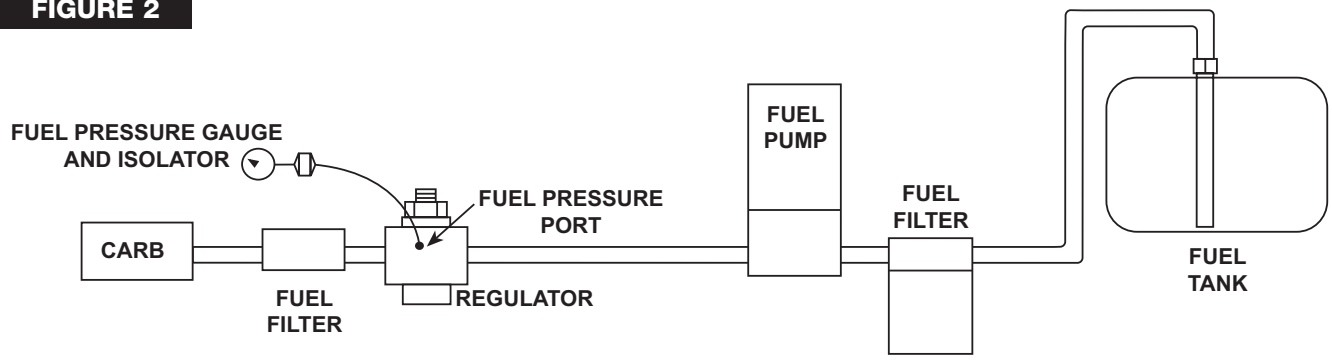 FIGURE 2
FUEL PRESSURE GAUGE
AND ISOLATOR
FUEL PRESSURE
PORT
FUEL
PUMP
FUEL
FILTER
CARB
FUEL
FILTER
REGULATOR
FUEL
TANK